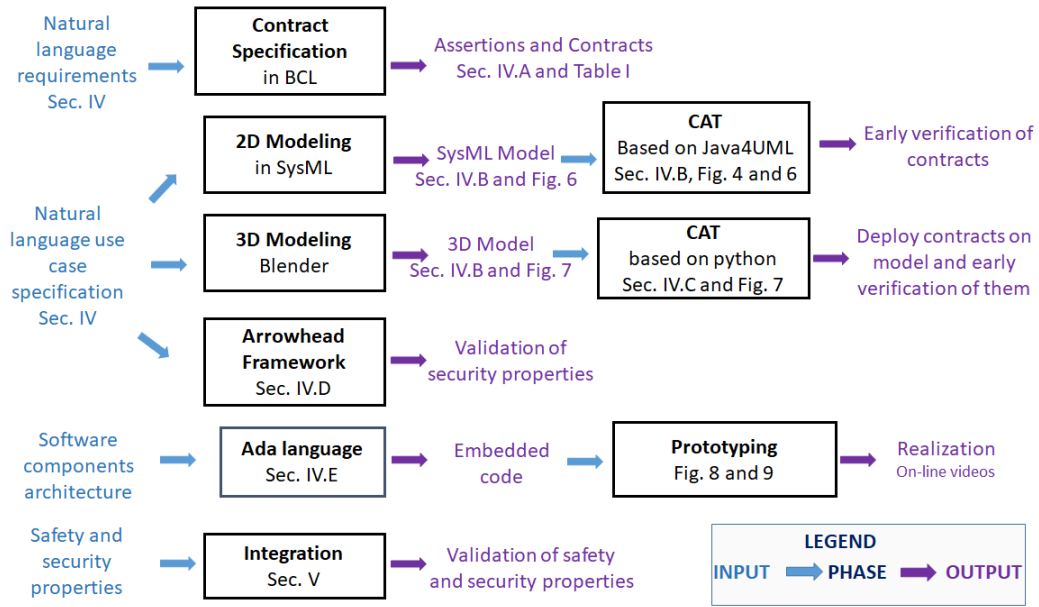 Natural
language
requirements
Sec. IV
Contract
Specification
in BCL
Assertions and Contracts
Sec. IV.A and Table I
2D Modeling
in SysML
SysML Model
Sec. IV.B and Fig. 6
CAT
Based on Java4UML
Sec. IV.B, Fig. 4 and 6
Early verification of
contracts
Natural
language use
case
specification
Sec. IV
3D Modeling
Blender
3D Model
Sec. IV.B and Fig. 7
CAT
based on python
Sec. IV.C and Fig. 7
Deploy contracts on
model and early
verification of them
Arrowhead
Framework
Sec. IV.D
Validation of
security properties
Software
components
architecture
Ada language
Sec. IV.E
Embedded
code
Prototyping
Fig. 8 and 9
Realization
On-line videos
Safety and
security
properties
Integration
Sec. V
Validation of safety
and security properties
LEGEND
INPUT PHASE OUTPUT